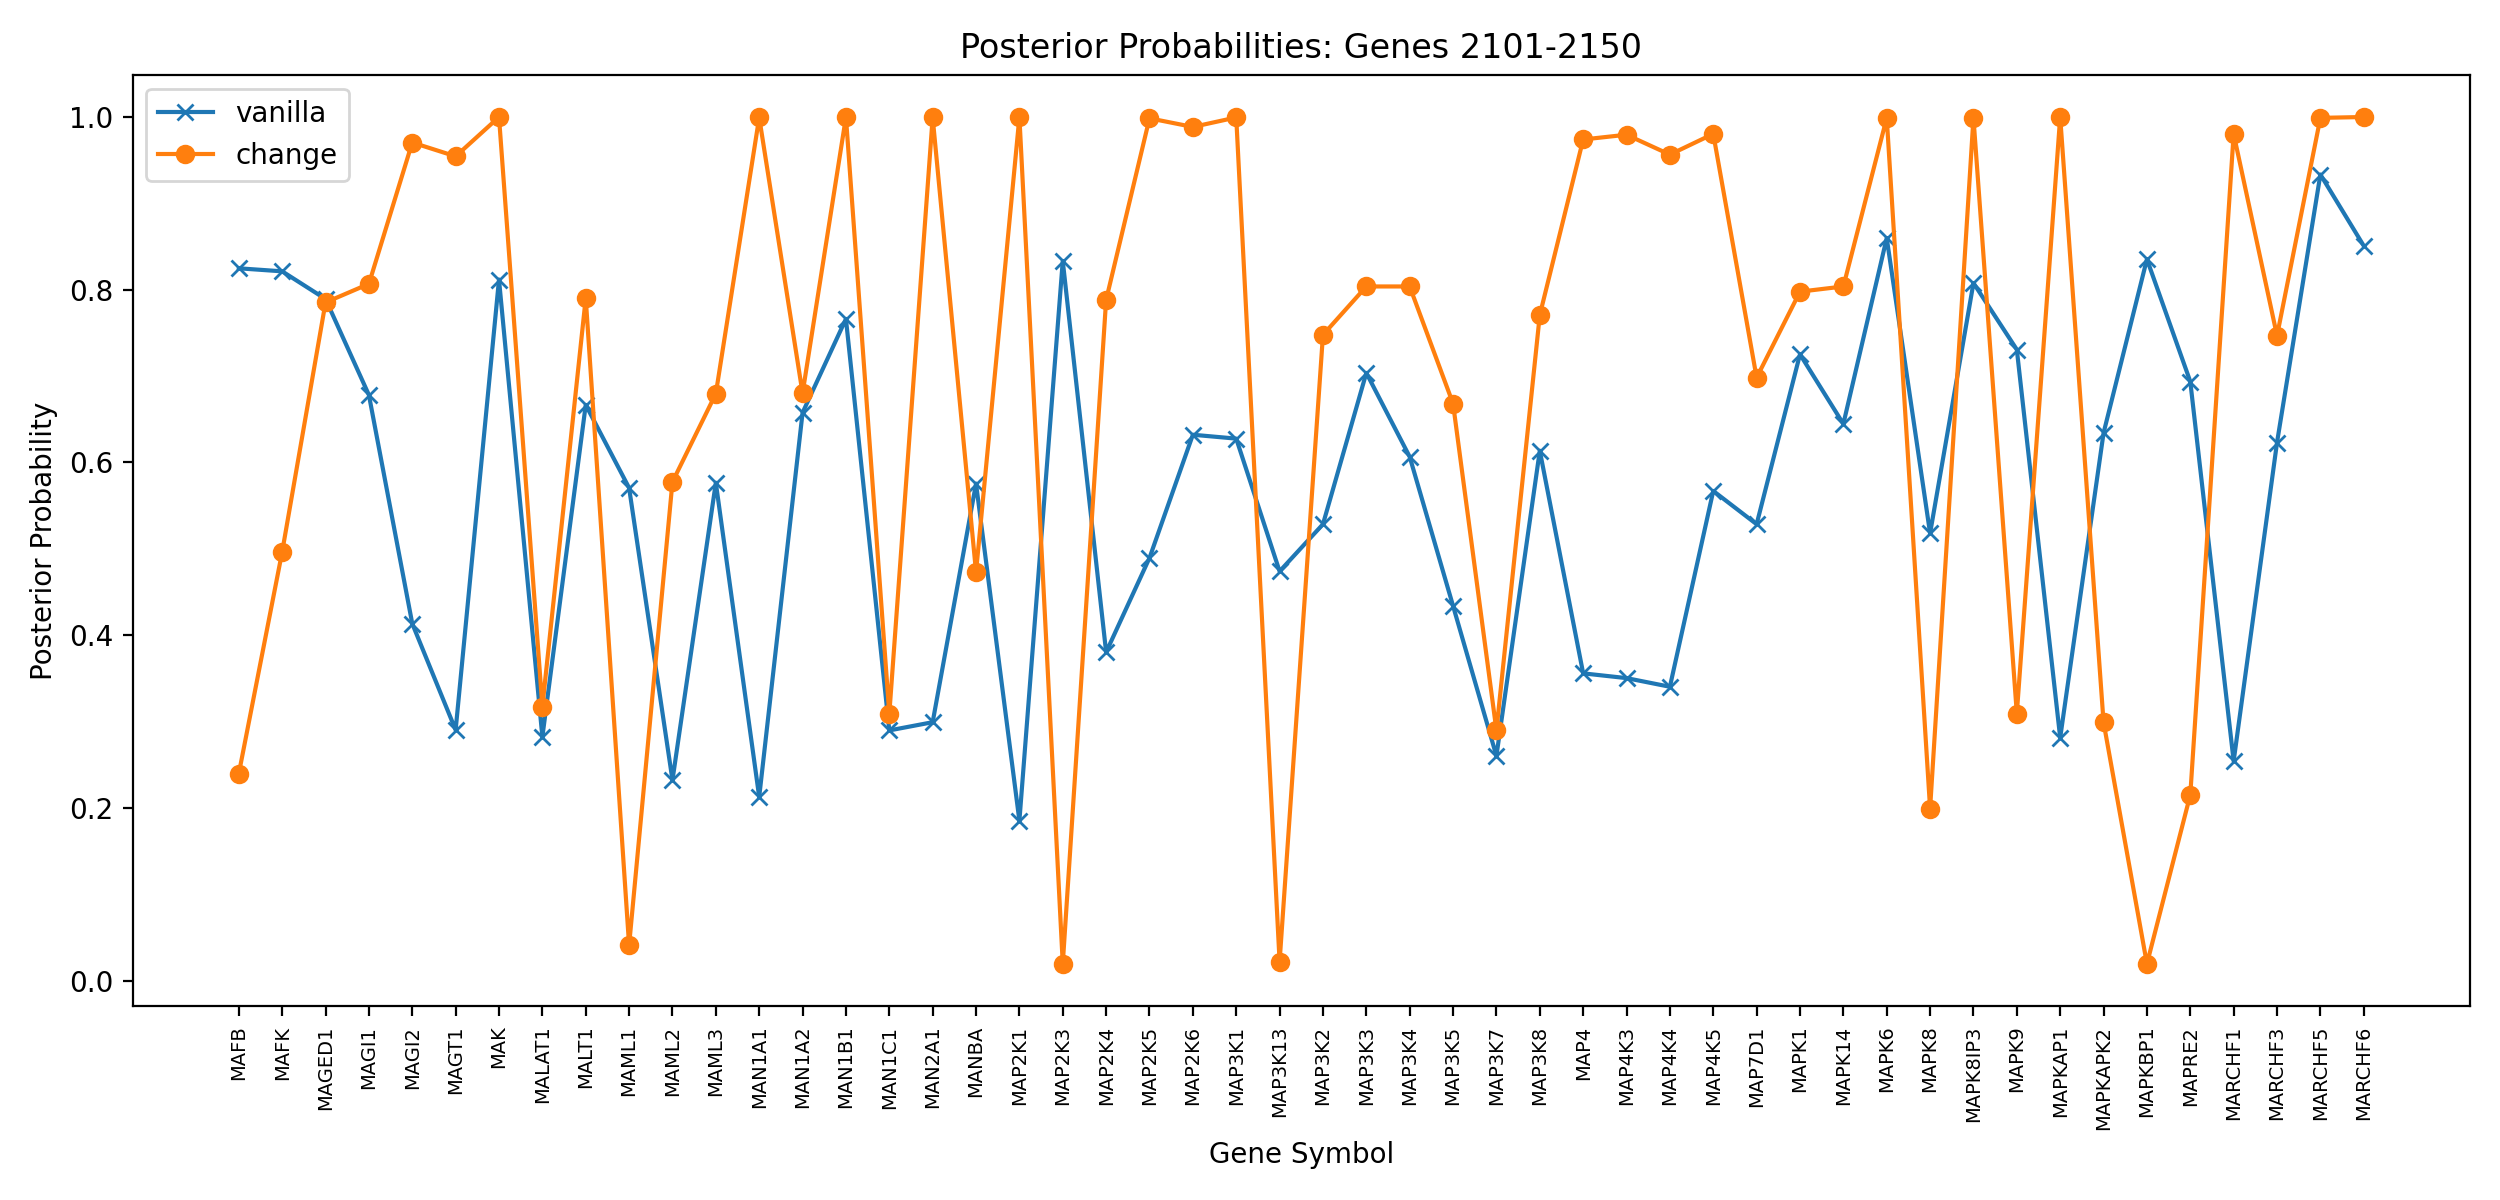 Posterior Probabilities: Genes 2101-2150
vanilla
change
1.0
0.8
0.6
0.4
0.2
0.0
Posterior Probability
MAFB
MAFK
MAGED1
MAGI1
MAGI2
MAGT1
MAK
MALAT1
MALT1
MAML1
MAML2
MAML3
MAN1A1
MAN1A2
MAN1B1
MAN1C1
MAN2A1
MANBA
MAP2K1
MAP2K3
MAP2K4
MAP2K5
MAP2K6
MAP3K1
MAP3K13
MAP3K2
MAP3K3
MAP3K4
MAP3K5
MAP3K7
MAP3K8
MAP4
MAP4K3
MAP4K4
MAP4K5
MAP7D1
MAPK1
MAPK14
MAPK6
MAPK8
MAPK8IP3
MAPK9
MAPKAP1
MAPKAPK2
MAPKBP1
MAPRE2
MARCHF1
MARCHF3
MARCHF5
MARCHF6
Gene Symbol